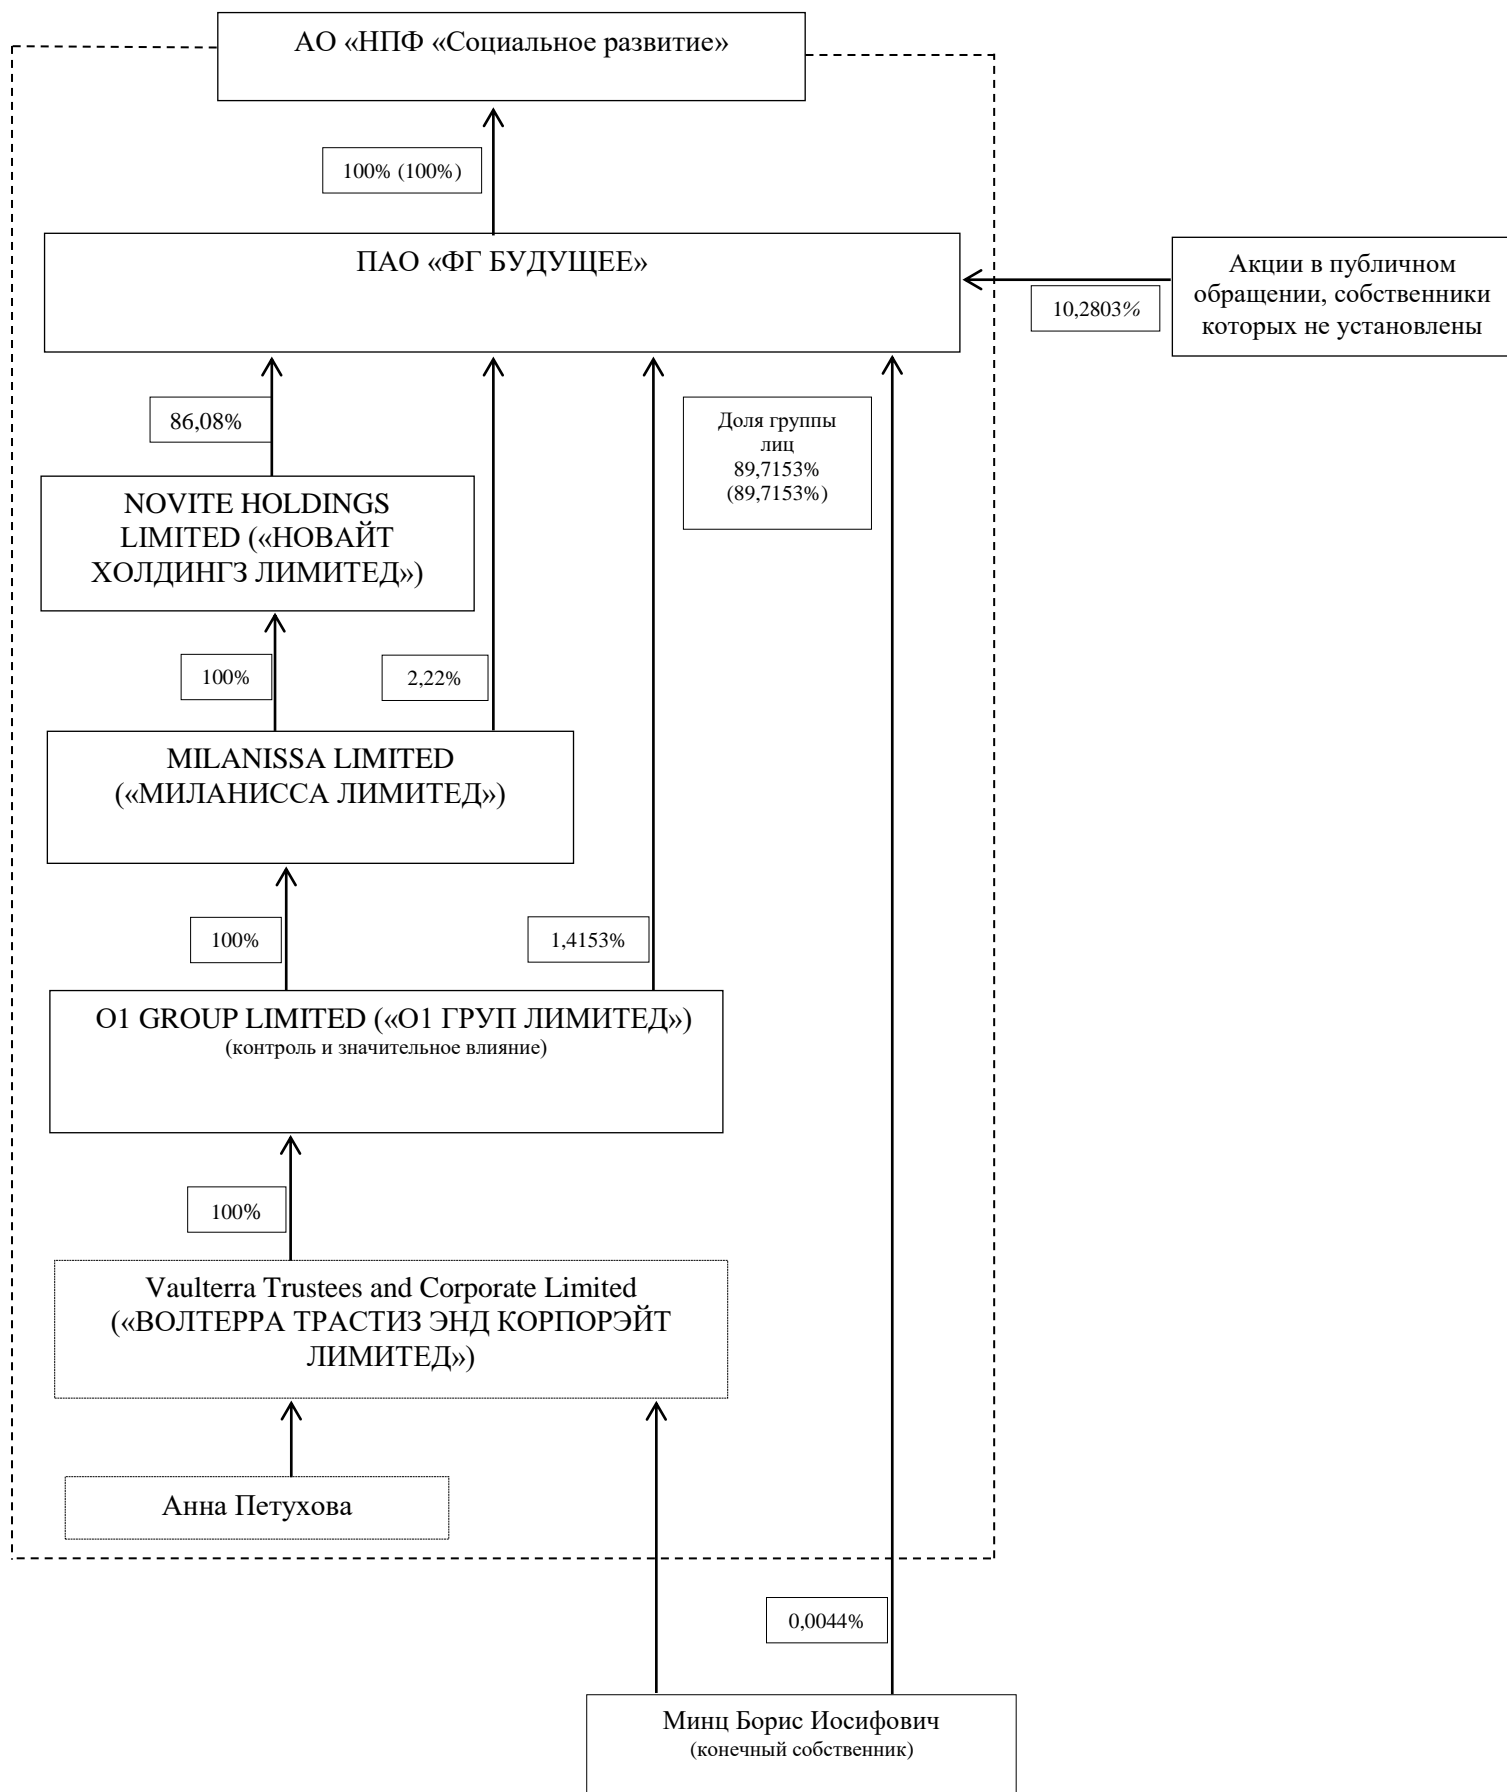 АО «НПФ «Социальное развитие»
100% (100%)
ПАО «ФГ БУДУЩЕЕ»
Акции в публичном
обращении, собственники
которых не установлены
10,2803%
86,08%
Доля группы
лиц
89,7153%
(89,7153%)
NOVITE HOLDINGS
LIMITED («НОВАЙТ
ХОЛДИНГЗ ЛИМИТЕД»)
100%
2,22%
MILANISSA LIMITED
(«МИЛАНИССА ЛИМИТЕД»)
100%
1,4153%
O1 GROUP LIMITED («О1 ГРУП ЛИМИТЕД»)
(контроль и значительное влияние)
100%
Vaulterra Trustees and Corporate Limited
(«ВОЛТЕРРА ТРАСТИЗ ЭНД КОРПОРЭЙТ
ЛИМИТЕД»)
Анна Петухова
0,0044%
Минц Борис Иосифович
(конечный собственник)